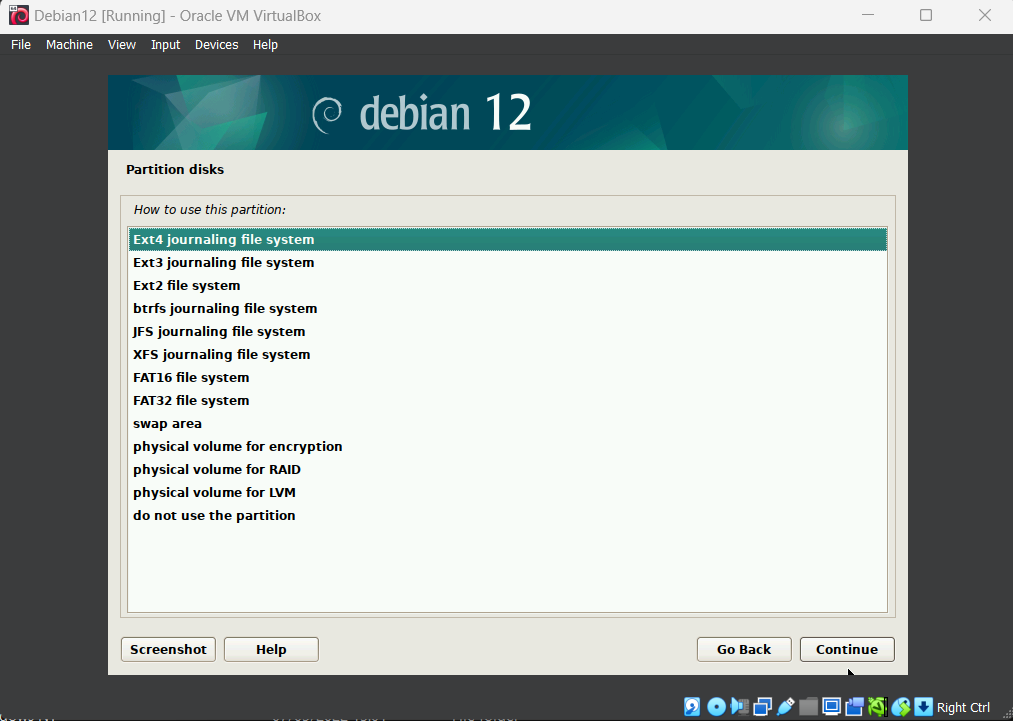 Debian12 [Running] - Oracle VM VirtualBox
File Machine View Input Devices Help
debian 12
Partition disks
How to use this partition:
Ext4 journaling file system
Ext3 journaling file system
Ext2 file system
btrfs journaling file system
JFS journaling file system
XFS journaling file system
FAT16 file system
FAT32 file system
swap area
physical volume for encryption
physical volume for RAID
physical volume for LVM
do not use the partition
Screenshot Help Go Back Continue
Right Ctrl